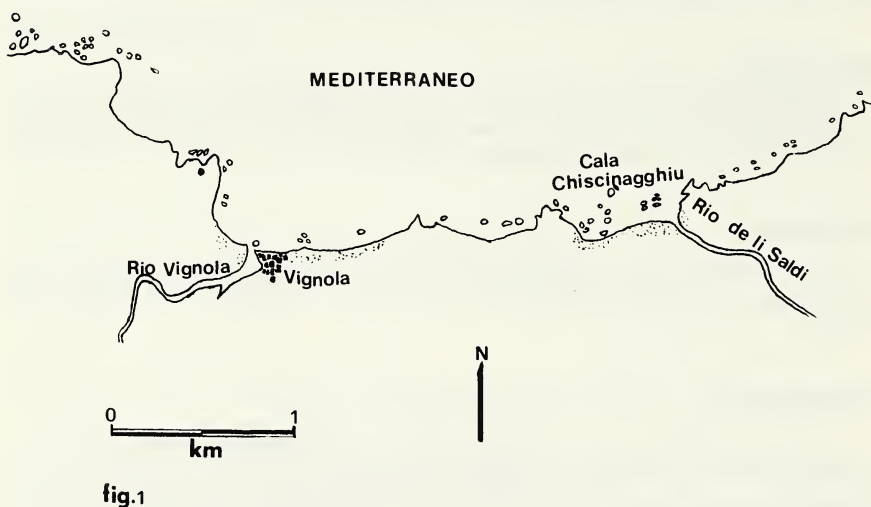 MEDITERRANEO
Cala
Chiscinagghiu
Rio de li Saldi
Rio Vignola
Vignola
N
0 1
km
fig.1